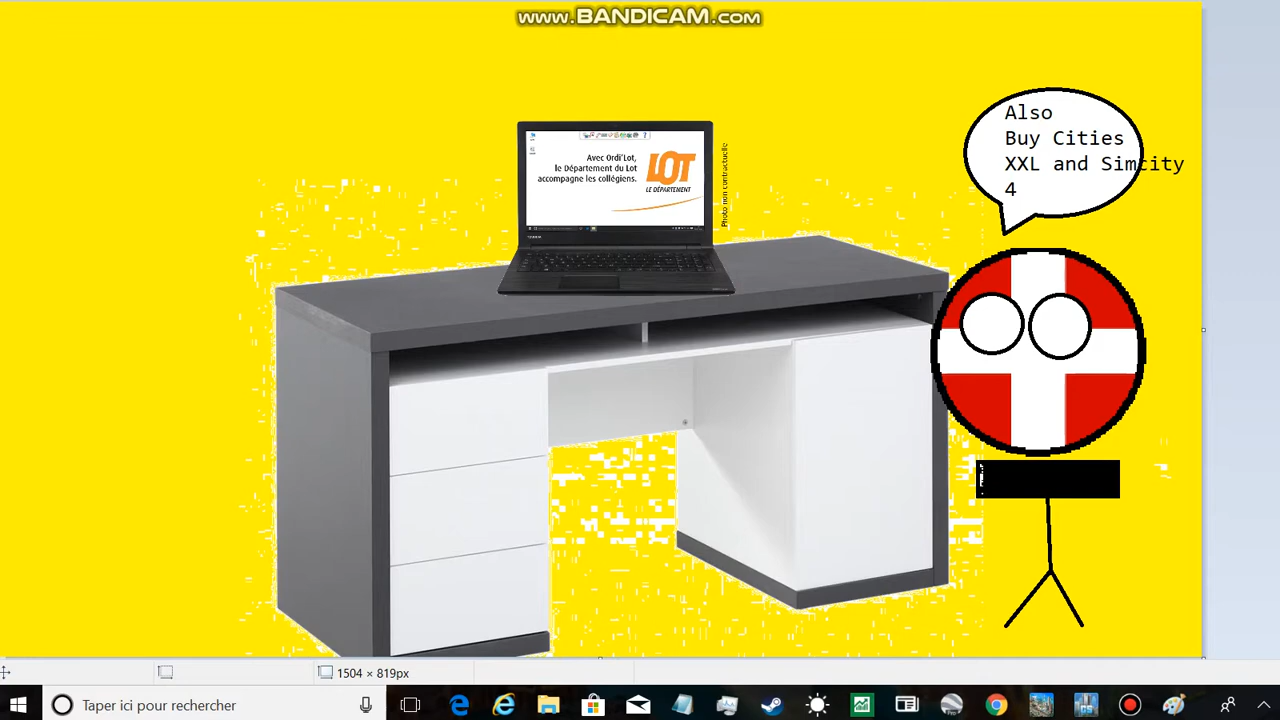 www.BANDICAM.com
Also
Buy Cities
XXL and Simcity
4
Avec Ordi'Lot,
le Département du Lot
accompagne les collégiens.
LOT
LE DÉPARTEMENT
Photo non contractuelle
1504 × 819px
Taper ici pour rechercher